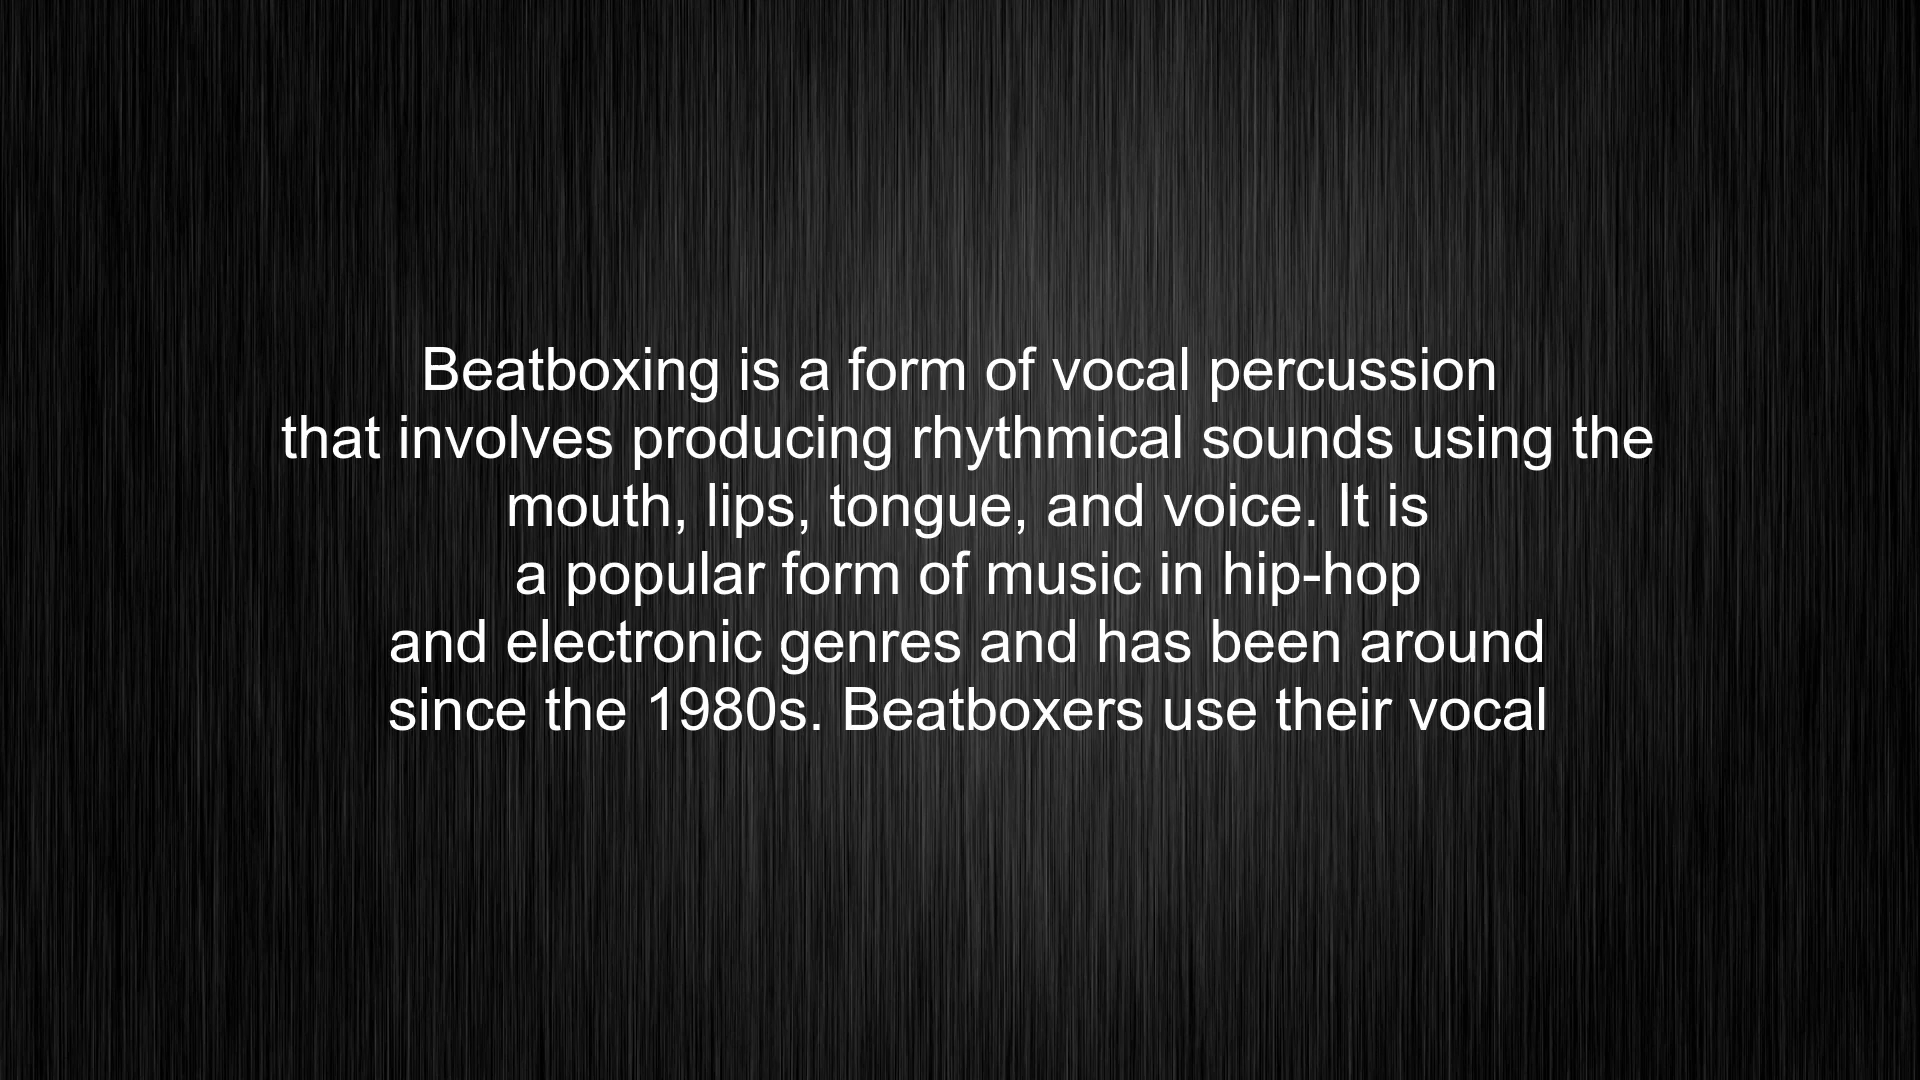 Beatboxing is a form of vocal percussion
that involves producing rhythmical sounds using the
mouth, lips, tongue, and voice. It is
a popular form of music in hip-hop
and electronic genres and has been around
since the 1980s. Beatboxers use their vocal